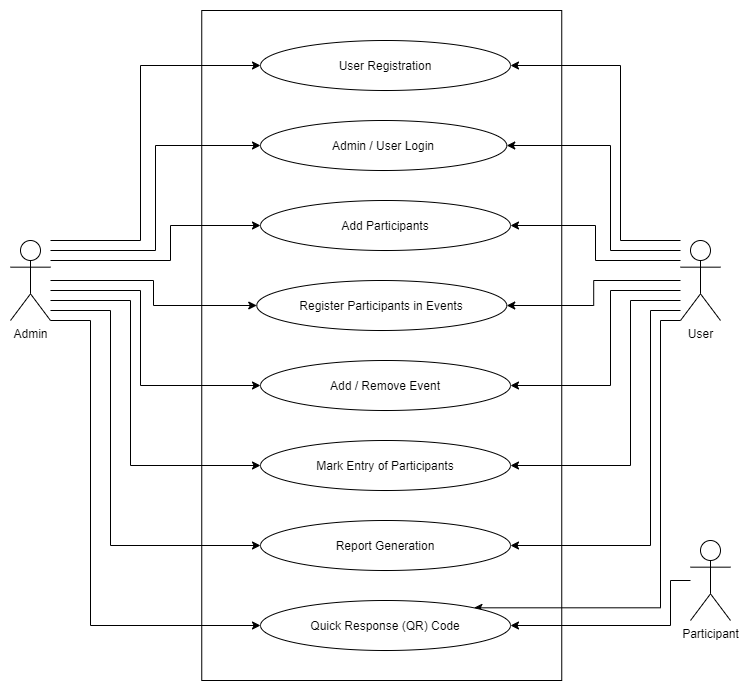 User Registration
Admin / User Login
Add Participants
Register Participants in Events
Admin
User
Add / Remove Event
Mark Entry of Participants
Report Generation
Quick Response (QR) Code
Participant